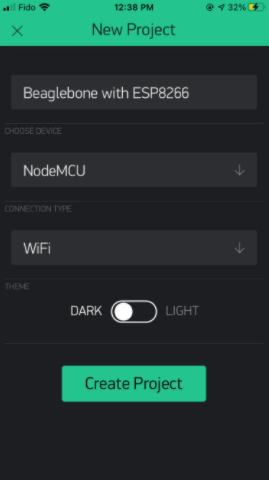 Fido 12:38 PM 32%
New Project
Beaglebone with ESP8266
CHOOSE DEVICE
NodeMCU
CONNECTION TYPE
WiFi
THEME
DARK LIGHT
Create Project